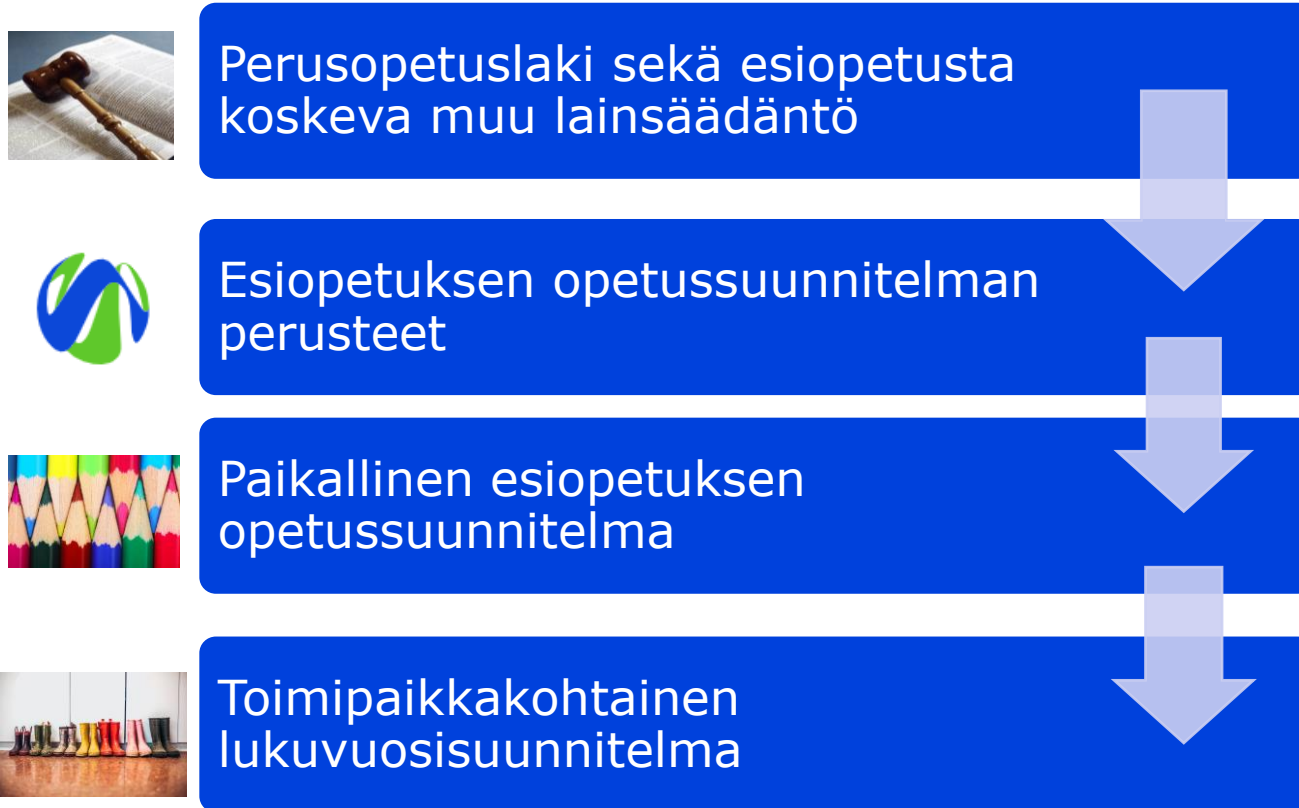 Perusopetuslaki sekä esiopetusta
koskeva muu lainsäädäntö
Esiopetuksen opetussuunnitelman
perusteet
Paikallinen esiopetuksen
opetussuunnitelma
Toimipaikkakohtainen
lukuvuosisuunnitelma